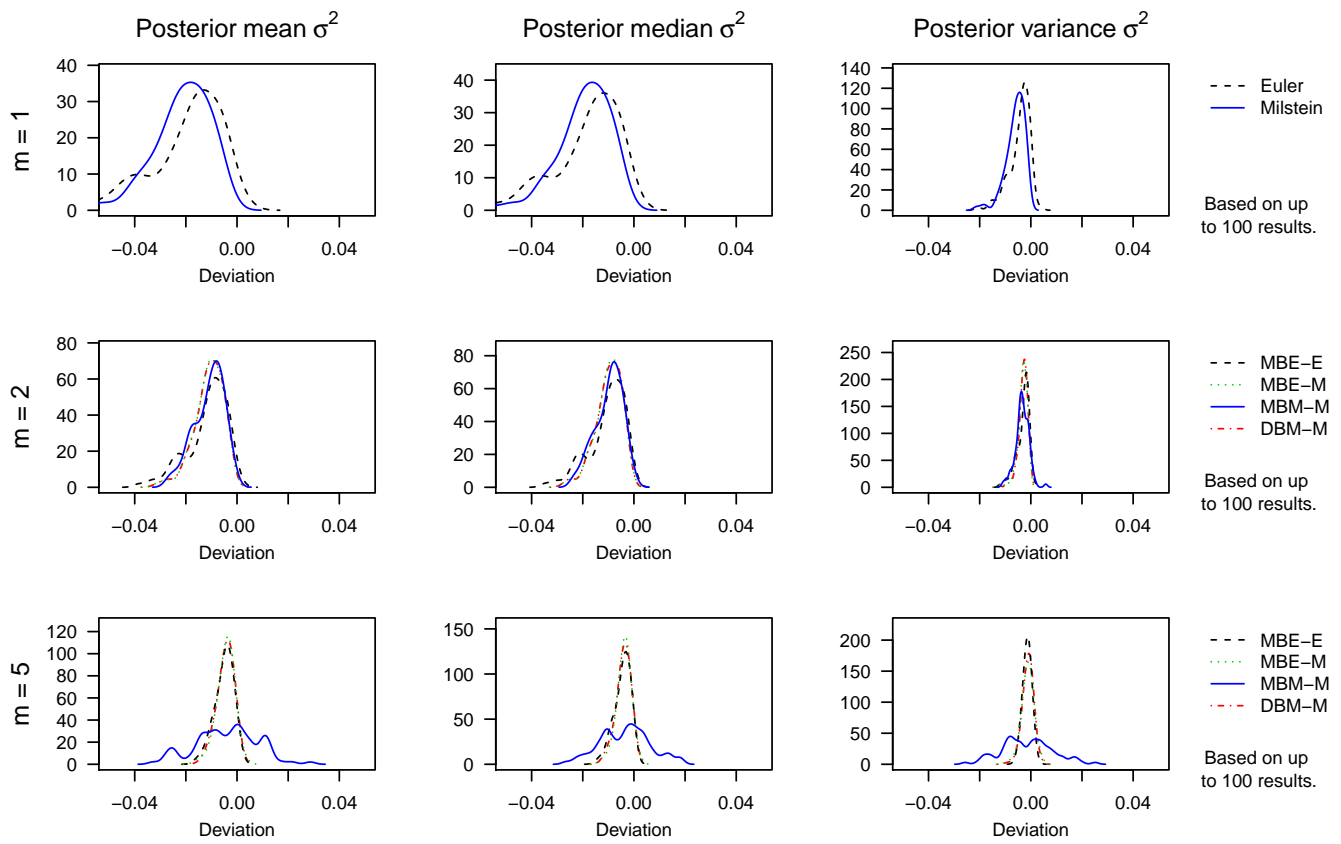 Posterior mean σ²
Posterior median σ²
Posterior variance σ²
m = 1
40
30
20
10
0
−0.04
0.00
0.04
Deviation
40
30
20
10
0
−0.04
0.00
0.04
Deviation
140
120
100
80
60
40
20
0
−0.04
0.00
0.04
Deviation
Euler
Milstein
Based on up
to 100 results.
m = 2
80
60
40
20
0
−0.04
0.00
0.04
Deviation
80
60
40
20
0
−0.04
0.00
0.04
Deviation
250
200
150
100
50
0
−0.04
0.00
0.04
Deviation
MBE−E
MBE−M
MBM−M
DBM−M
Based on up
to 100 results.
m = 5
120
100
80
60
40
20
0
−0.04
0.00
0.04
Deviation
150
100
50
0
−0.04
0.00
0.04
Deviation
200
150
100
50
0
−0.04
0.00
0.04
Deviation
MBE−E
MBE−M
MBM−M
DBM−M
Based on up
to 100 results.